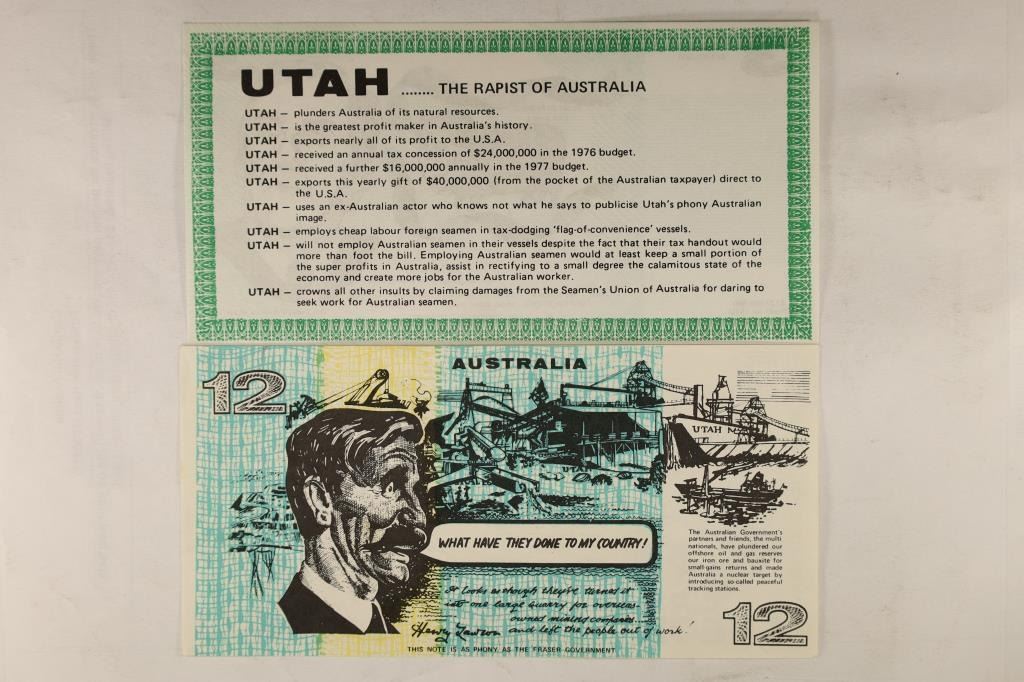 UTAH ........ THE RAPIST OF AUSTRALIA
UTAH — plunders Australia of its natural resources.
UTAH — is the greatest profit maker in Australia's history.
UTAH — exports nearly all of its profit to the U.S.A.
UTAH — received an annual tax concession of $24,000,000 in the 1976 budget.
UTAH — received a further $16,000,000 annually in the 1977 budget.
UTAH — exports this yearly gift of $40,000,000 (from the pocket of the Australian taxpayer) direct to
the U.S.A.
UTAH — uses an ex-Australian actor who knows not what he says to publicise Utah's phony Australian
image.
UTAH — employs cheap labour foreign seamen in tax-dodging 'flag-of-convenience' vessels.
UTAH — will not employ Australian seamen in their vessels despite the fact that their tax handout would
more than foot the bill. Employing Australian seamen would at least keep a small portion of
the super profits in Australia, assist in rectifying to a small degree the calamitous state of the
economy and create more jobs for the Australian worker.
UTAH — crowns all other insults by claiming damages from the Seamen's Union of Australia for daring to
seek work for Australian seamen.
12
AUSTRALIA
UTAH
UTAH
WHAT HAVE THEY DONE TO MY COUNTRY!
The Australian Government's
partners and friends, the multi
nationals, have plundered our
offshore oil and gas reserves
our iron ore and bauxite for
small gains returns and made
Australia a nuclear target by
introducing so-called peaceful
tracking stations.
It looks as though they've turned it
into one large quarry for overseas-
owned mining companies
and left the people out of work!
Henry Lawson
12
THIS NOTE IS AS PHONY AS THE FRASER GOVERNMENT